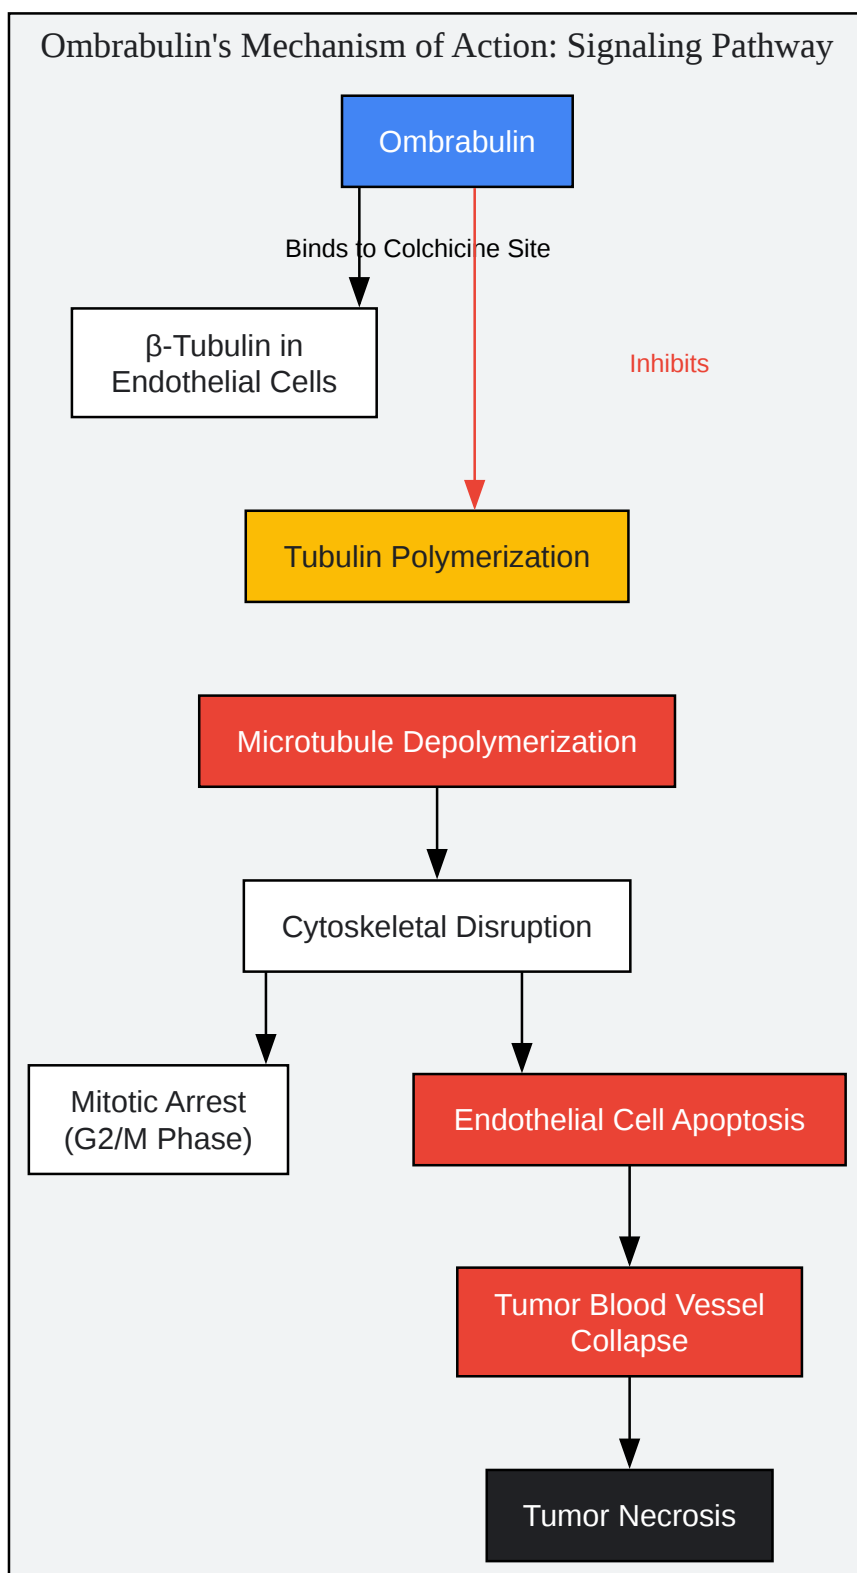 Ombrabulin's Mechanism of Action: Signaling Pathway
Ombrabulin
Binds to Colchicine Site
β-Tubulin in
Endothelial Cells
Inhibits
Tubulin Polymerization
Microtubule Depolymerization
Cytoskeletal Disruption
Mitotic Arrest
(G2/M Phase)
Endothelial Cell Apoptosis
Tumor Blood Vessel
Collapse
Tumor Necrosis